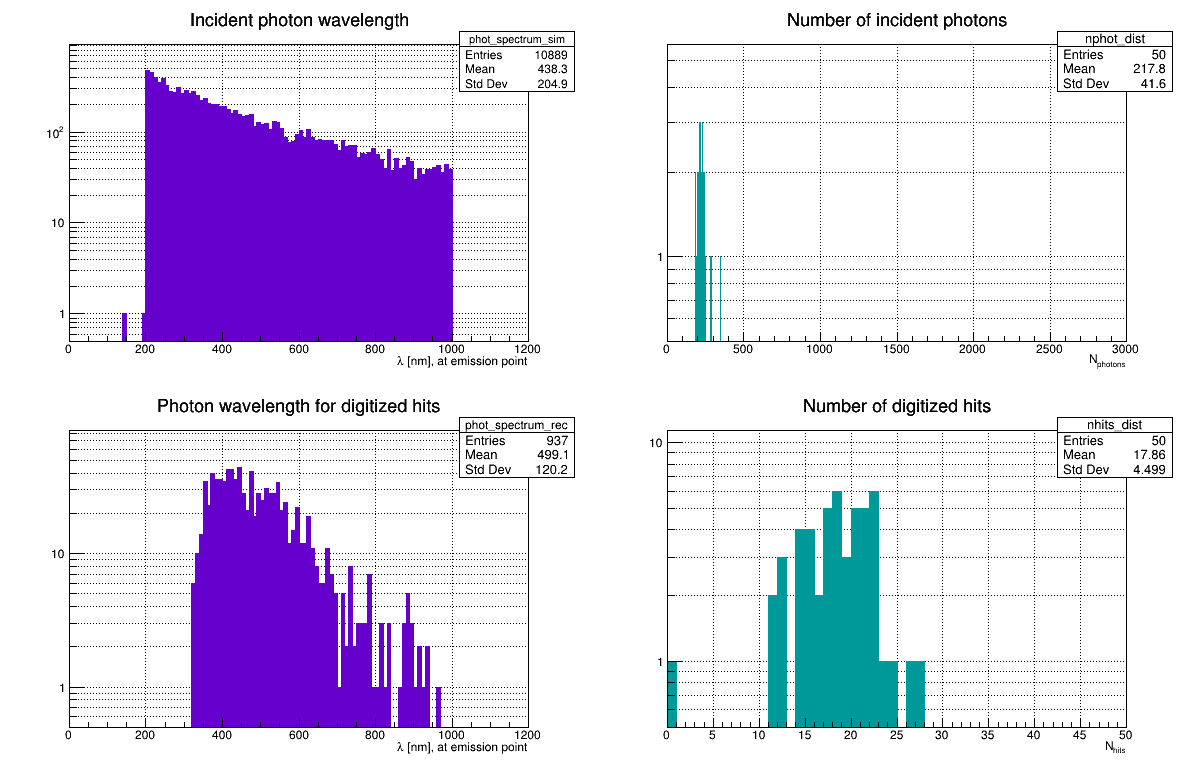 Incident photon wavelength
phot_spectrum_sim
Entries 10889
Mean 438.3
Std Dev 204.9
10²
10
1
0 200 400 600 800 1000 1200
λ [nm], at emission point
Number of incident photons
nphot_dist
Entries 50
Mean 217.8
Std Dev 41.6
1
0 500 1000 1500 2000 2500 3000
N_photons
Photon wavelength for digitized hits
phot_spectrum_rec
Entries 937
Mean 499.1
Std Dev 120.2
10
1
0 200 400 600 800 1000 1200
λ [nm], at emission point
Number of digitized hits
nhits_dist
Entries 50
Mean 17.86
Std Dev 4.499
10
1
0 5 10 15 20 25 30 35 40 45 50
N_hits